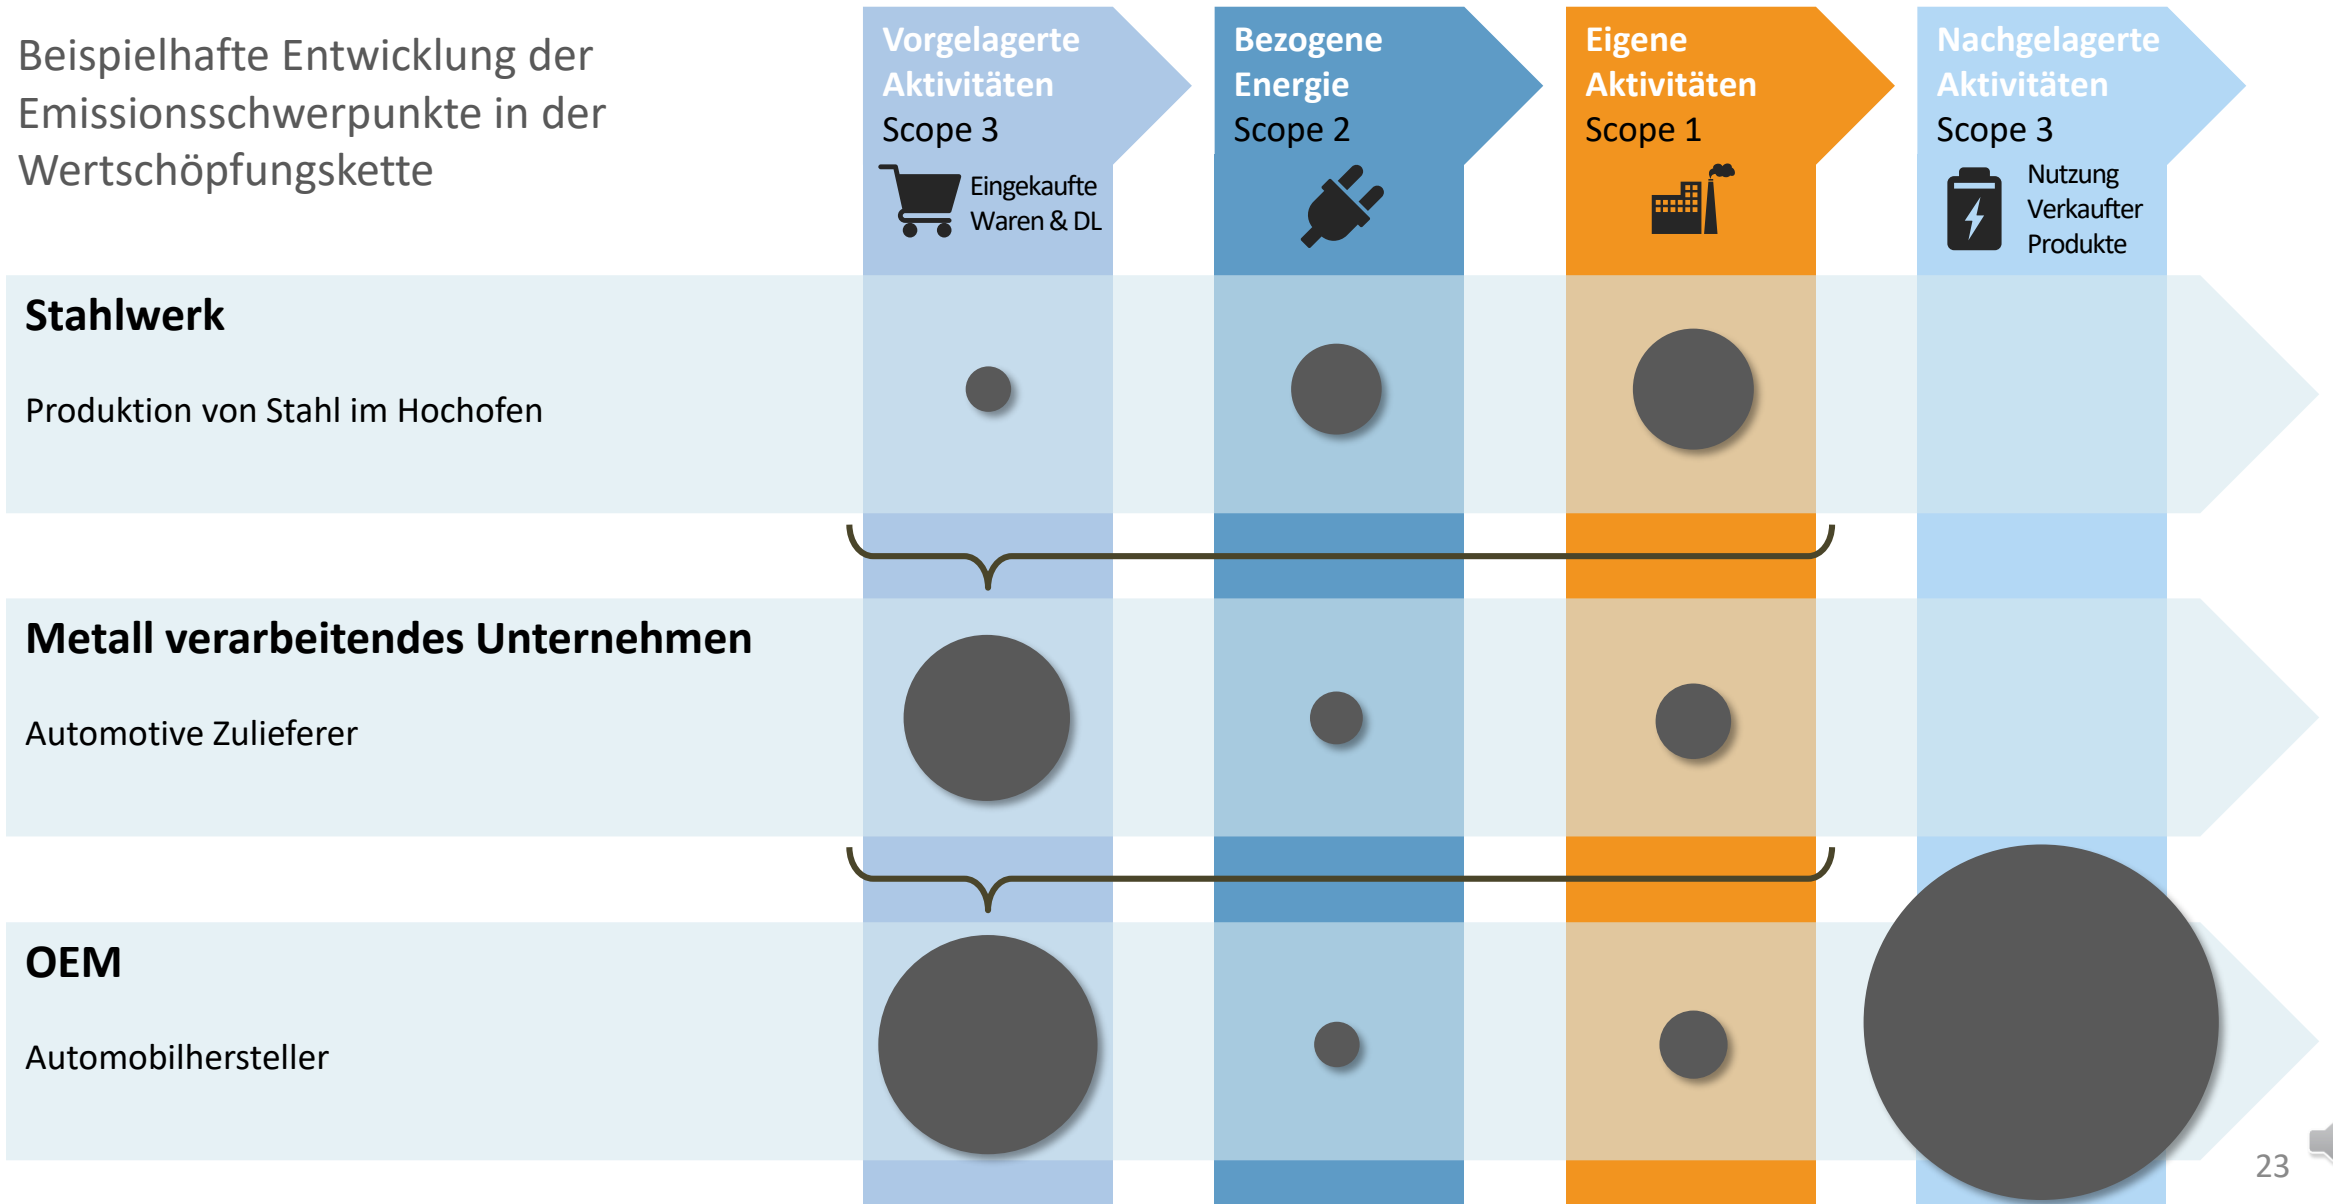 Beispielhafte Entwicklung der
Emissionsschwerpunkte in der
Wertschöpfungskette
Vorgelagerte
Aktivitäten
Scope 3
Eingekaufte
Waren & DL
Bezogene
Energie
Scope 2
Eigene
Aktivitäten
Scope 1
Nachgelagerte
Aktivitäten
Scope 3
Nutzung
Verkaufter
Produkte
Stahlwerk
Produktion von Stahl im Hochofen
Metall verarbeitendes Unternehmen
Automotive Zulieferer
OEM
Automobilhersteller
23